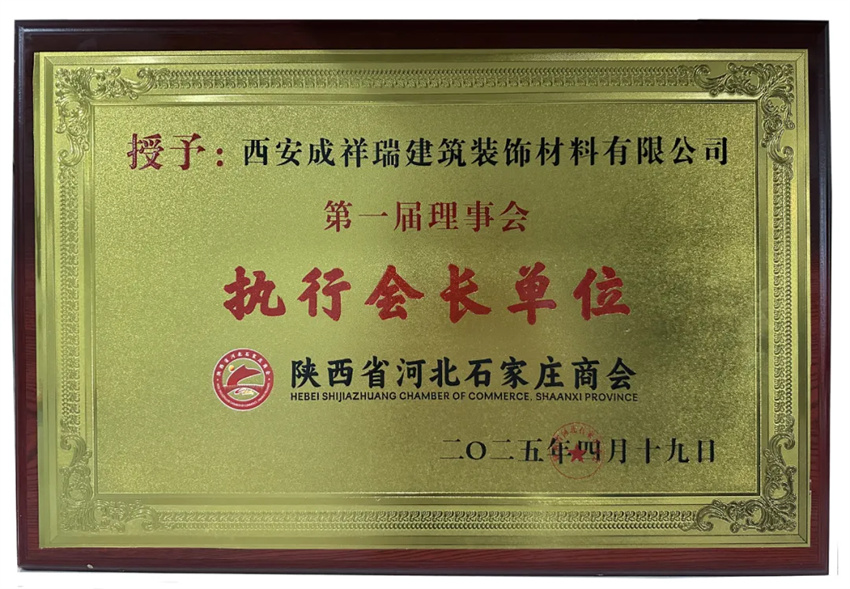 授予：西安成祥瑞建筑装饰材料有限公司
第一届理事会
执行会长单位
陕西省河北石家庄商会
HEBEI SHIJIAZHUANG CHAMBER OF COMMERCE. SHAANXI PROVINCE
二〇二五年四月十九日